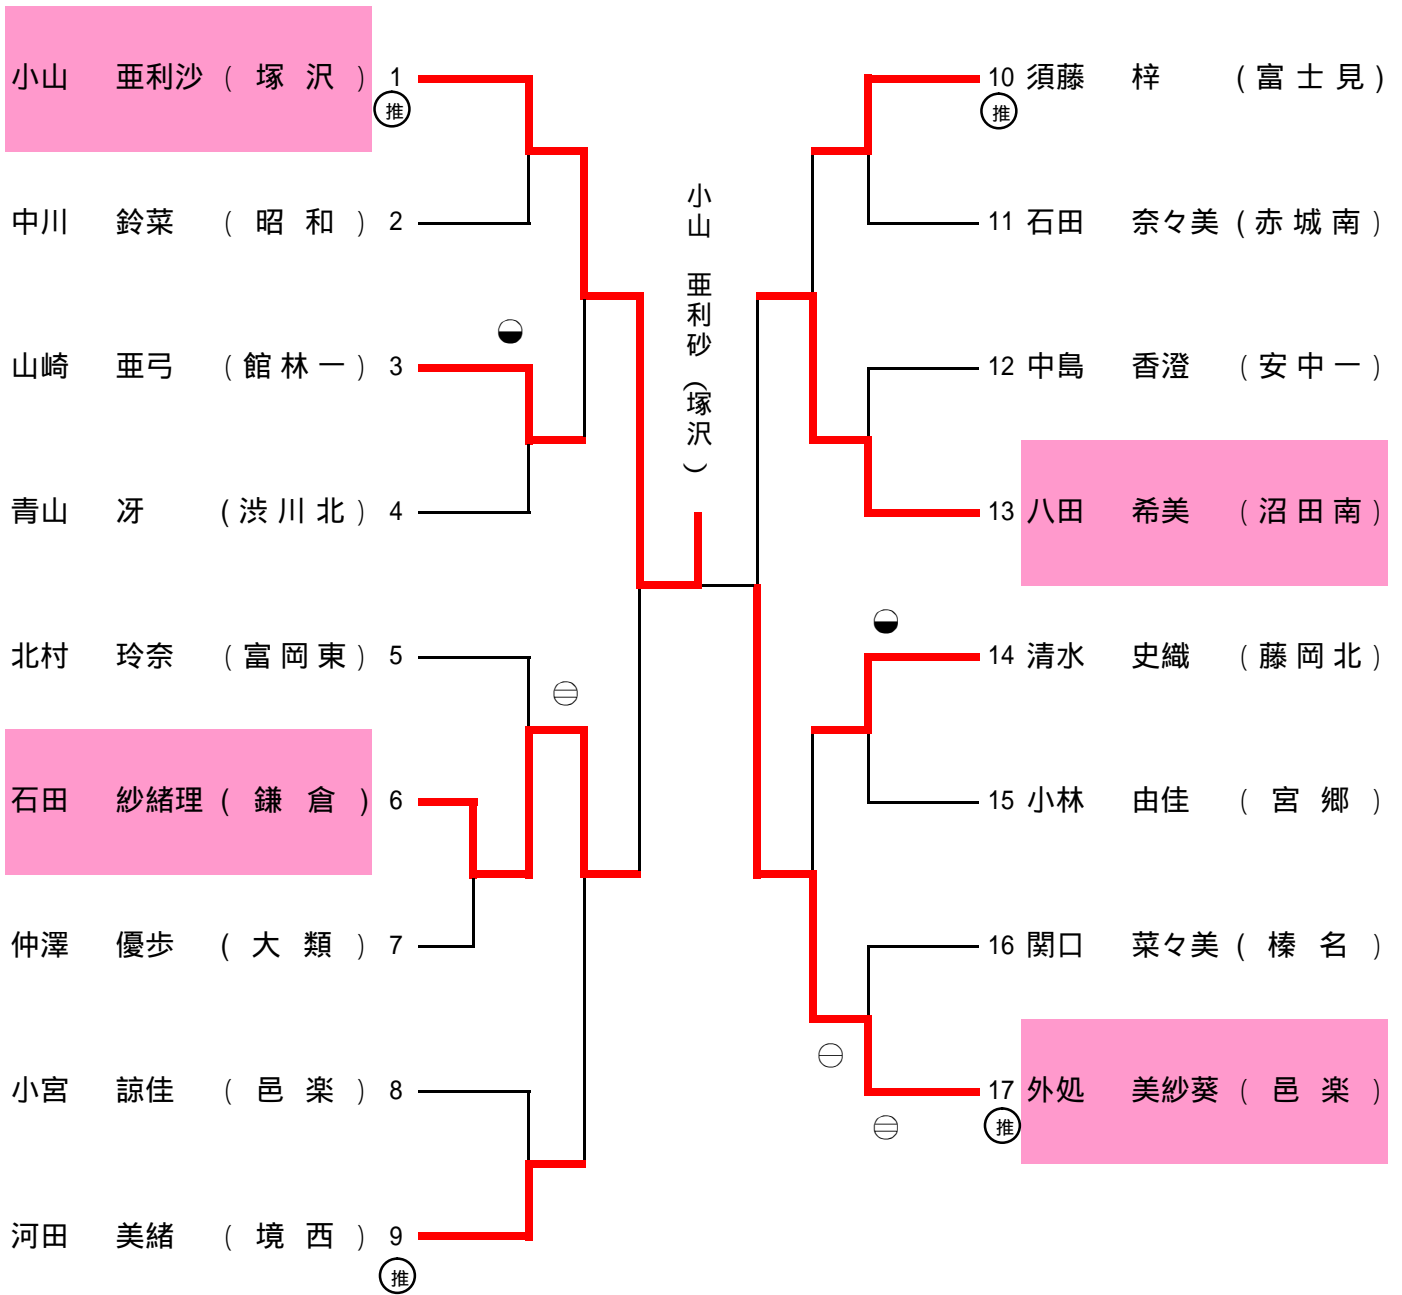 小山 亜利沙 ( 塚 沢 ) 1
推
中川 鈴菜 ( 昭 和 ) 2
山崎 亜弓 ( 館 林 一 ) 3
青山 冴 ( 渋 川 北 ) 4
北村 玲奈 ( 富 岡 東 ) 5
石田 紗緒理 ( 鎌 倉 ) 6
仲澤 優歩 ( 大 類 ) 7
小宮 諒佳 ( 邑 楽 ) 8
河田 美緒 ( 境 西 ) 9
推
小山 亜利砂 (塚沢)
10 須藤 梓 ( 富 士 見 )
推
11 石田 奈々美 ( 赤 城 南 )
12 中島 香澄 ( 安 中 一 )
13 八田 希美 ( 沼 田 南 )
14 清水 史織 ( 藤 岡 北 )
15 小林 由佳 ( 宮 郷 )
16 関口 菜々美 ( 榛 名 )
17 外処 美紗葵 ( 邑 楽 )
推